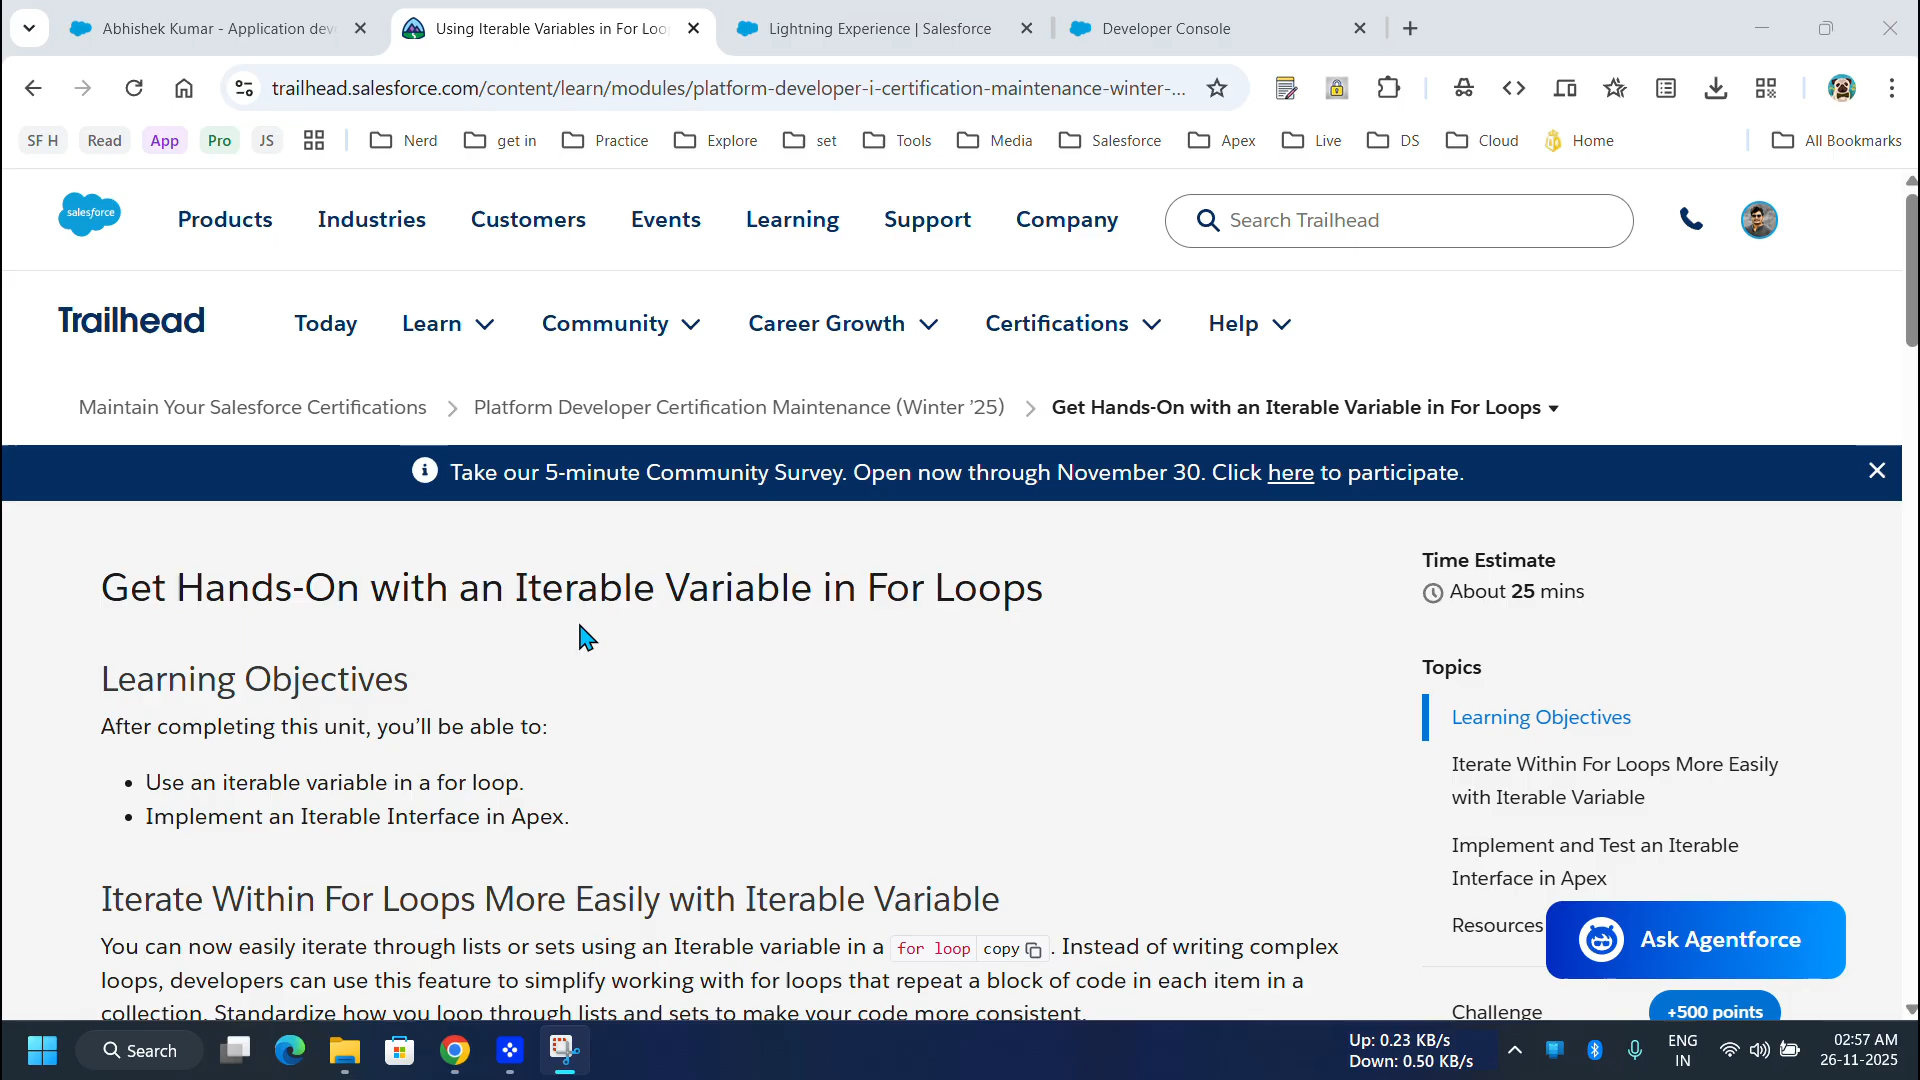 Abhishek Kumar - Application dev
Using Iterable Variables in For Loo
Lightning Experience | Salesforce
Developer Console
trailhead.salesforce.com/content/learn/modules/platform-developer-i-certification-maintenance-winter-...
SF H
Read
App
Pro
JS
Nerd
get in
Practice
Explore
set
Tools
Media
Salesforce
Apex
Live
DS
Cloud
Home
All Bookmarks
salesforce
Products
Industries
Customers
Events
Learning
Support
Company
Search Trailhead
Trailhead
Today
Learn
Community
Career Growth
Certifications
Help
Maintain Your Salesforce Certifications
Platform Developer Certification Maintenance (Winter ’25)
Get Hands-On with an Iterable Variable in For Loops
Take our 5-minute Community Survey. Open now through November 30. Click here to participate.
Get Hands-On with an Iterable Variable in For Loops
Learning Objectives
After completing this unit, you’ll be able to:
• Use an iterable variable in a for loop.
• Implement an Iterable Interface in Apex.
Iterate Within For Loops More Easily with Iterable Variable
You can now easily iterate through lists or sets using an Iterable variable in a for loop copy. Instead of writing complex
loops, developers can use this feature to simplify working with for loops that repeat a block of code in each item in a
collection. Standardize how you loop through lists and sets to make your code more consistent.
Time Estimate
About 25 mins
Topics
Learning Objectives
Iterate Within For Loops More Easily
with Iterable Variable
Implement and Test an Iterable
Interface in Apex
Resources
Ask Agentforce
Challenge
+500 points
Search
Up: 0.23 KB/s
Down: 0.50 KB/s
ENG
IN
02:57 AM
26-11-2025